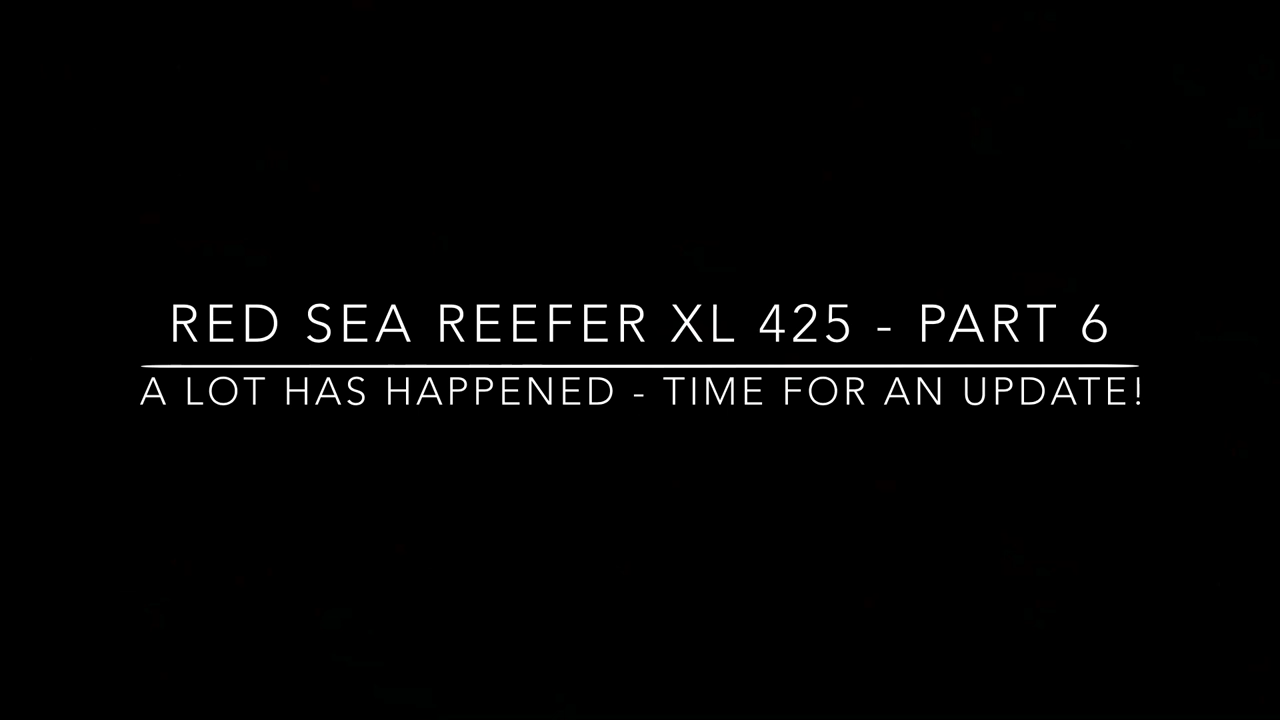 RED SEA REEFER XL 425 - PART 6
A LOT HAS HAPPENED - TIME FOR AN UPDATE!